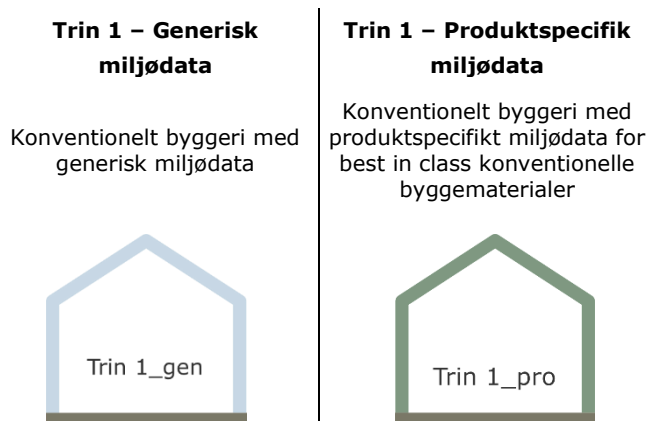 Trin 1 – Generisk
miljødata
Konventionelt byggeri med
generisk miljødata
Trin 1_gen
Trin 1 – Produktspecifik
miljødata
Konventionelt byggeri med
produktspecifikt miljødata for
best in class konventionelle
byggematerialer
Trin 1_pro